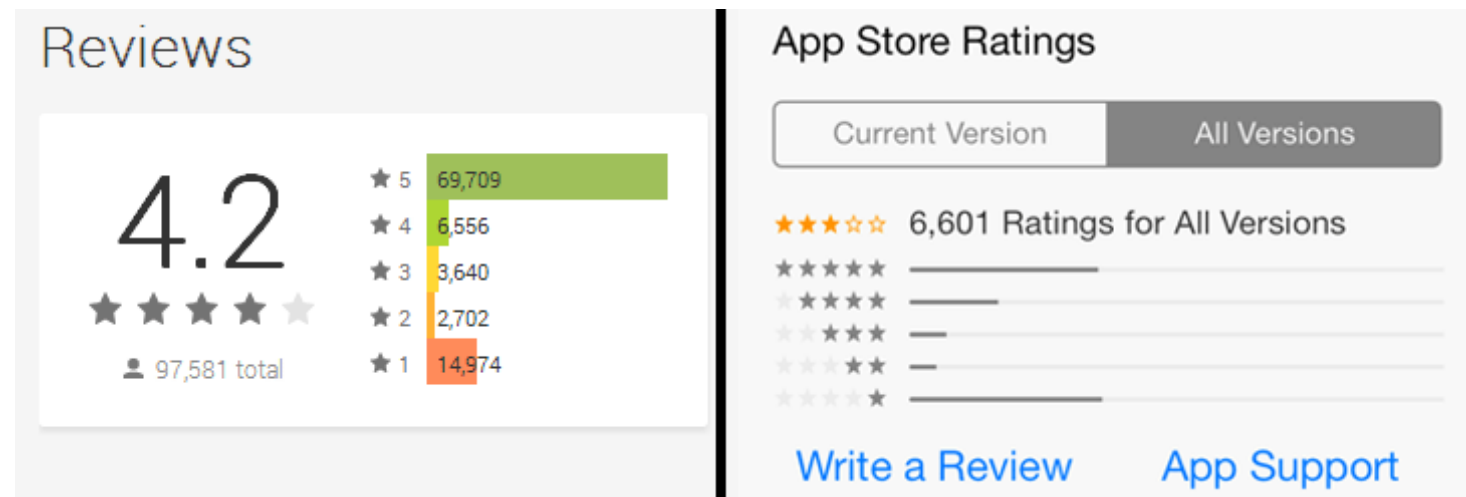 Reviews
4.2
97,581 total
5 69,709
4 6,556
3 3,640
2 2,702
1 14,974
App Store Ratings
Current Version All Versions
6,601 Ratings for All Versions
Write a Review App Support